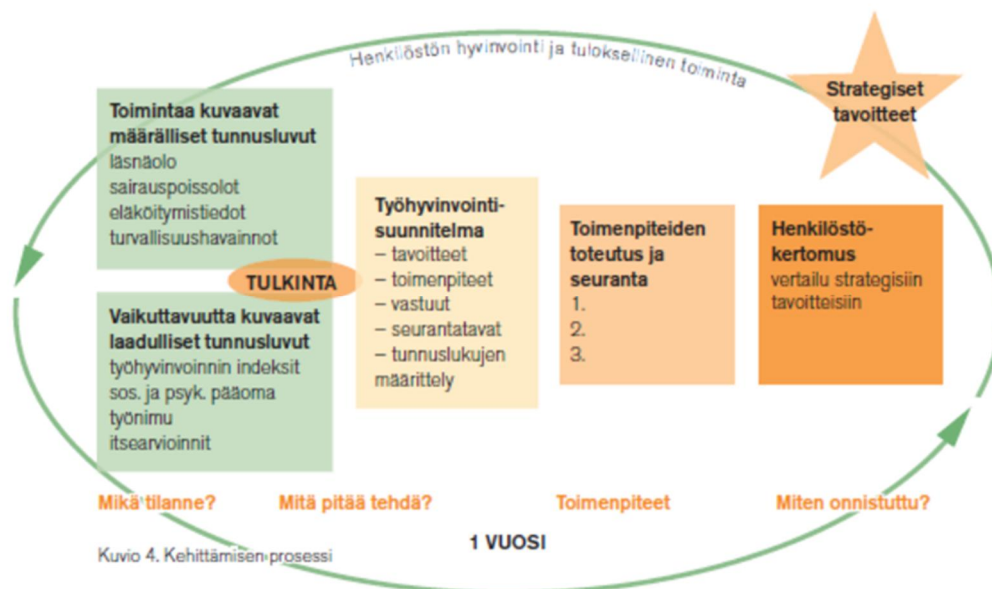 Henkilöstön hyvinvointi ja tuloksellinen toiminta
Strategiset
tavoitteet
Toimintaa kuvaavat
määrälliset tunnusluvut
läsnäolo
sairauspoissolot
eläköitymistiedot
turvallisuushavainnot
TULKINTA
Vaikuttavuutta kuvaavat
laadulliset tunnusluvut
työhyvinvoinnin indeksit
sos. ja psyk. pääoma
työnimu
itsearvioinnit
Työhyvinvointi-
suunnitelma
– tavoitteet
– toimenpiteet
– vastuut
– seurantatavat
– tunnuslukujen
määrittely
Toimenpiteiden
toteutus ja
seuranta
1.
2.
3.
Henkilöstö-
kertomus
vertailu strategisiin
tavoitteisiin
Mikä tilanne?
Mitä pitää tehdä?
Toimenpiteet
Miten onnistuttu?
1 VUOSI
Kuvio 4. Kehittämisen prosessi